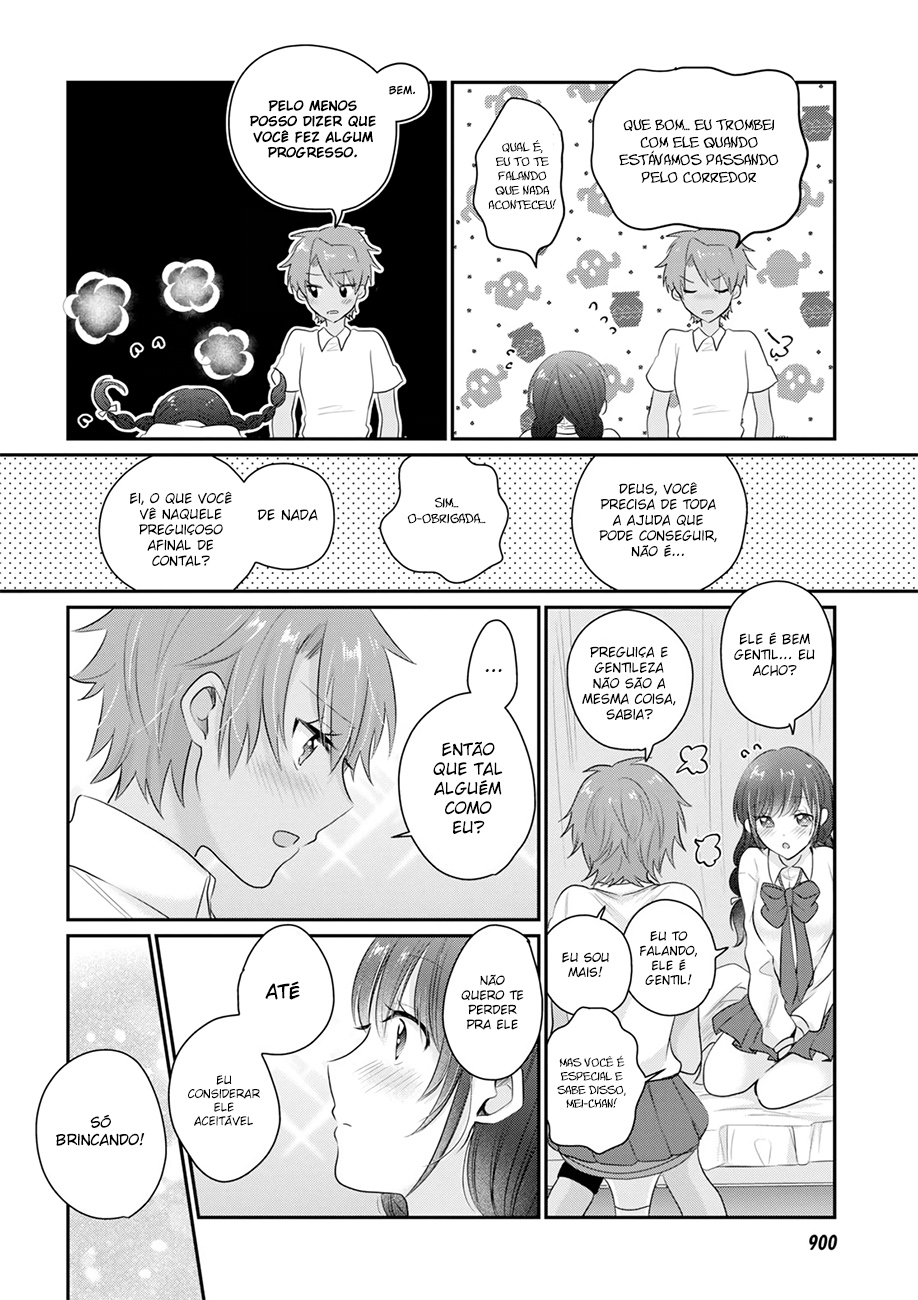 QUE BOM... EU TROMBEI
COM ELE QUANDO
ESTÁVAMOS PASSANDO
PELO CORREDOR
QUAL É,
EU TO TE
FALANDO
QUE NADA
ACONTECEU!
BEM.
PELO MENOS
POSSO DIZER QUE
VOCÊ FEZ ALGUM
PROGRESSO.
DEUS, VOCÊ
PRECISA DE TODA
A AJUDA QUE
PODE CONSEGUIR,
NÃO É...
SIM...
O-OBRIGADA...
DE NADA
EI, O QUE VOCÊ
VÊ NAQUELE
PREGUIÇOSO
AFINAL DE
CONTAL?
ELE É BEM
GENTIL... EU
ACHO?
PREGUIÇA E
GENTILEZA
NÃO SÃO A
MESMA COISA,
SABIA?
EU TO
FALANDO,
ELE É
GENTIL!
EU SOU
MAIS!
MAS VOCÊ É
ESPECIAL E
SABE DISSO,
MEI-CHAN!
...
ENTÃO
QUE TAL
ALGUÉM
COMO
EU?
NÃO
QUERO TE
PERDER
PRA ELE
ATÉ
EU
CONSIDERAR
ELE
ACEITÁVEL
SÓ
BRINCANDO!
900